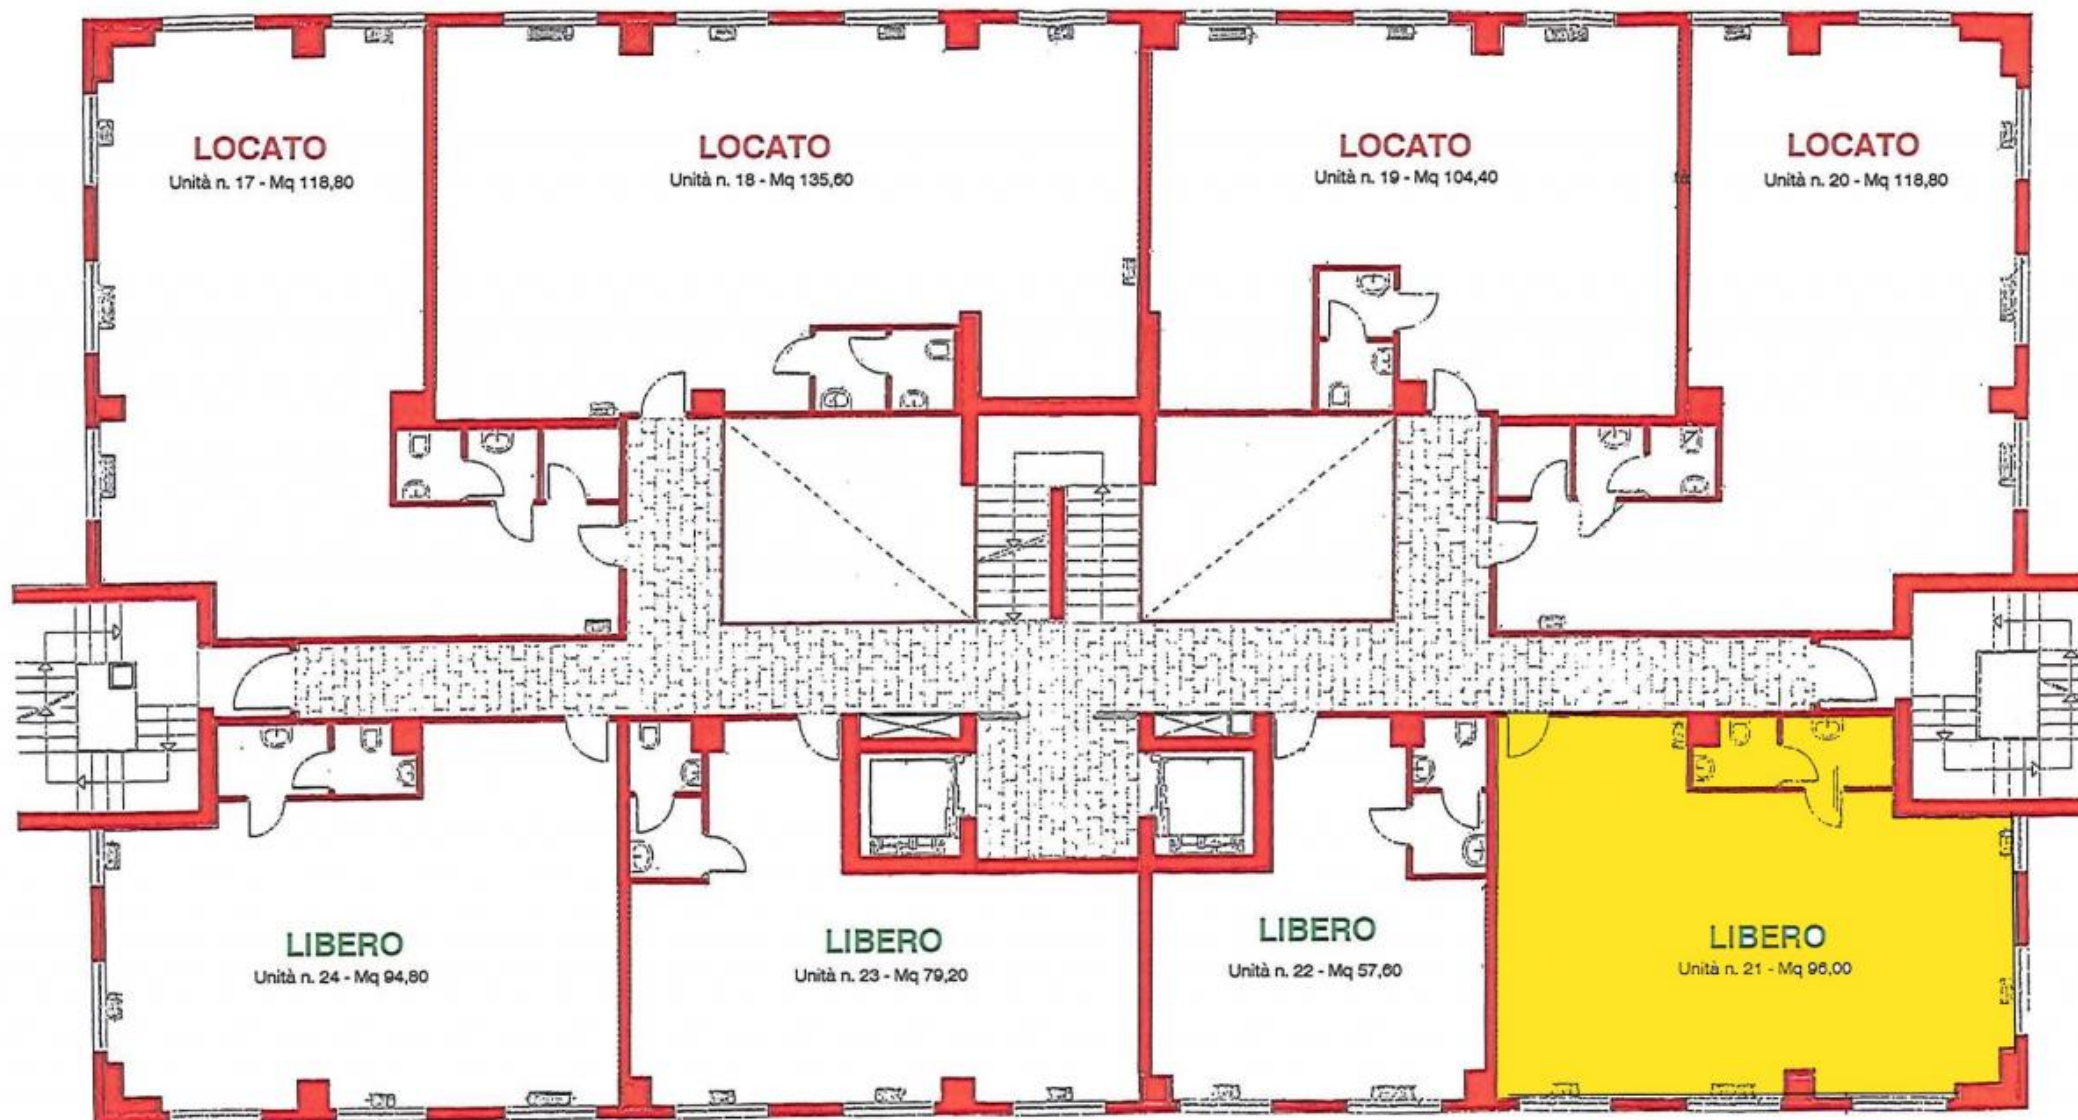 LOCATO
Unità n. 17 - Mq 118,80
LOCATO
Unità n. 18 - Mq 135,60
LOCATO
Unità n. 19 - Mq 104,40
LOCATO
Unità n. 20 - Mq 118,80
LIBERO
Unità n. 24 - Mq 94,80
LIBERO
Unità n. 23 - Mq 79,20
LIBERO
Unità n. 22 - Mq 57,60
LIBERO
Unità n. 21 - Mq 96,00